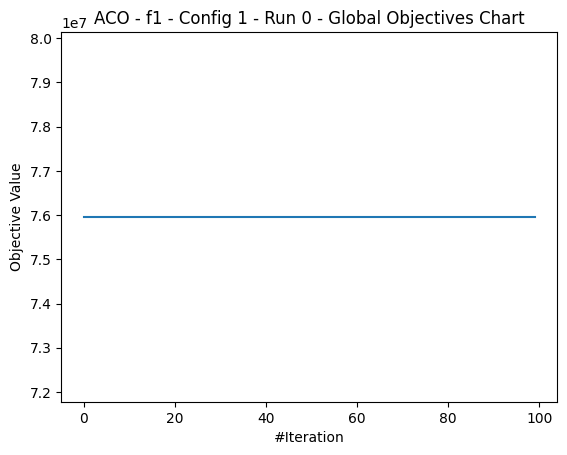 ACO - f1 - Config 1 - Run 0 - Global Objectives Chart
1e7
8.0
7.9
7.8
7.7
7.6
7.5
7.4
7.3
7.2
Objective Value
0 20 40 60 80 100
#Iteration